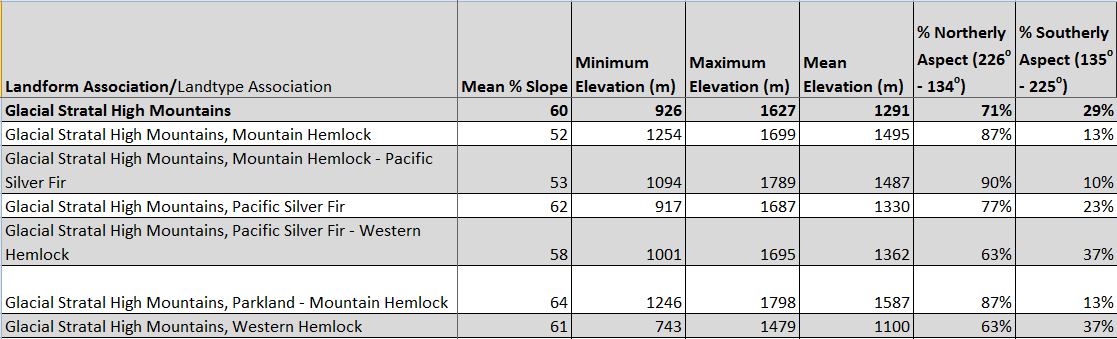 Landform Association/Landtype Association Mean % Slope Minimum Elevation (m) Maximum Elevation (m) Mean Elevation (m) % Northerly Aspect (226° - 134°) % Southerly Aspect (135° - 225°)
Glacial Stratal High Mountains 60 926 1627 1291 71% 29%
Glacial Stratal High Mountains, Mountain Hemlock 52 1254 1699 1495 87% 13%
Glacial Stratal High Mountains, Mountain Hemlock - Pacific
Silver Fir 53 1094 1789 1487 90% 10%
Glacial Stratal High Mountains, Pacific Silver Fir 62 917 1687 1330 77% 23%
Glacial Stratal High Mountains, Pacific Silver Fir - Western
Hemlock 58 1001 1695 1362 63% 37%
Glacial Stratal High Mountains, Parkland - Mountain Hemlock 64 1246 1798 1587 87% 13%
Glacial Stratal High Mountains, Western Hemlock 61 743 1479 1100 63% 37%